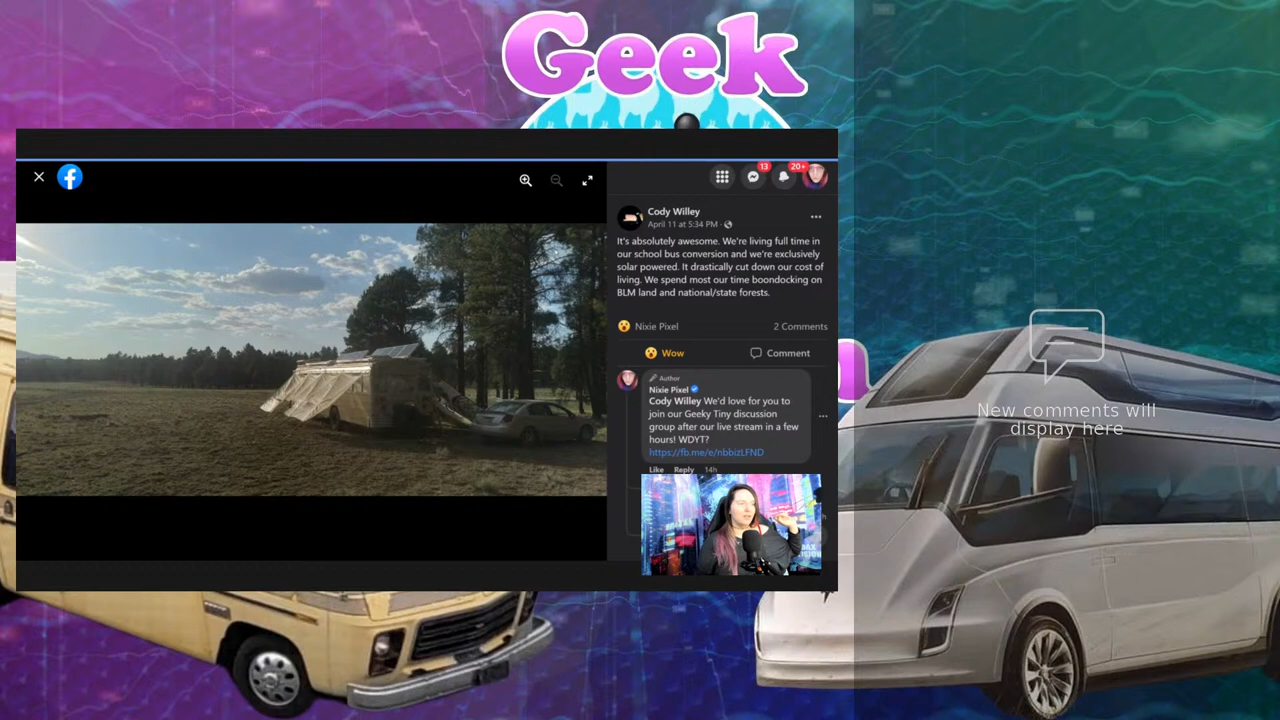 Geek
13
20+
Cody Willey
April 11 at 5:34 PM ·
It's absolutely awesome. We're living full time in
our school bus conversion and we're exclusively
solar powered. It drastically cut down our cost of
living. We spend most our time boondocking on
BLM land and national/state forests.
Nixie Pixel
2 Comments
Wow
Comment
Author
Nixie Pixel
Cody Willey We'd love for you to
join our Geeky Tiny discussion
group after our live stream in a few
hours! WDYT?
https://fb.me/e/nbbizLFND
Like Reply 14h
New comments will
display here